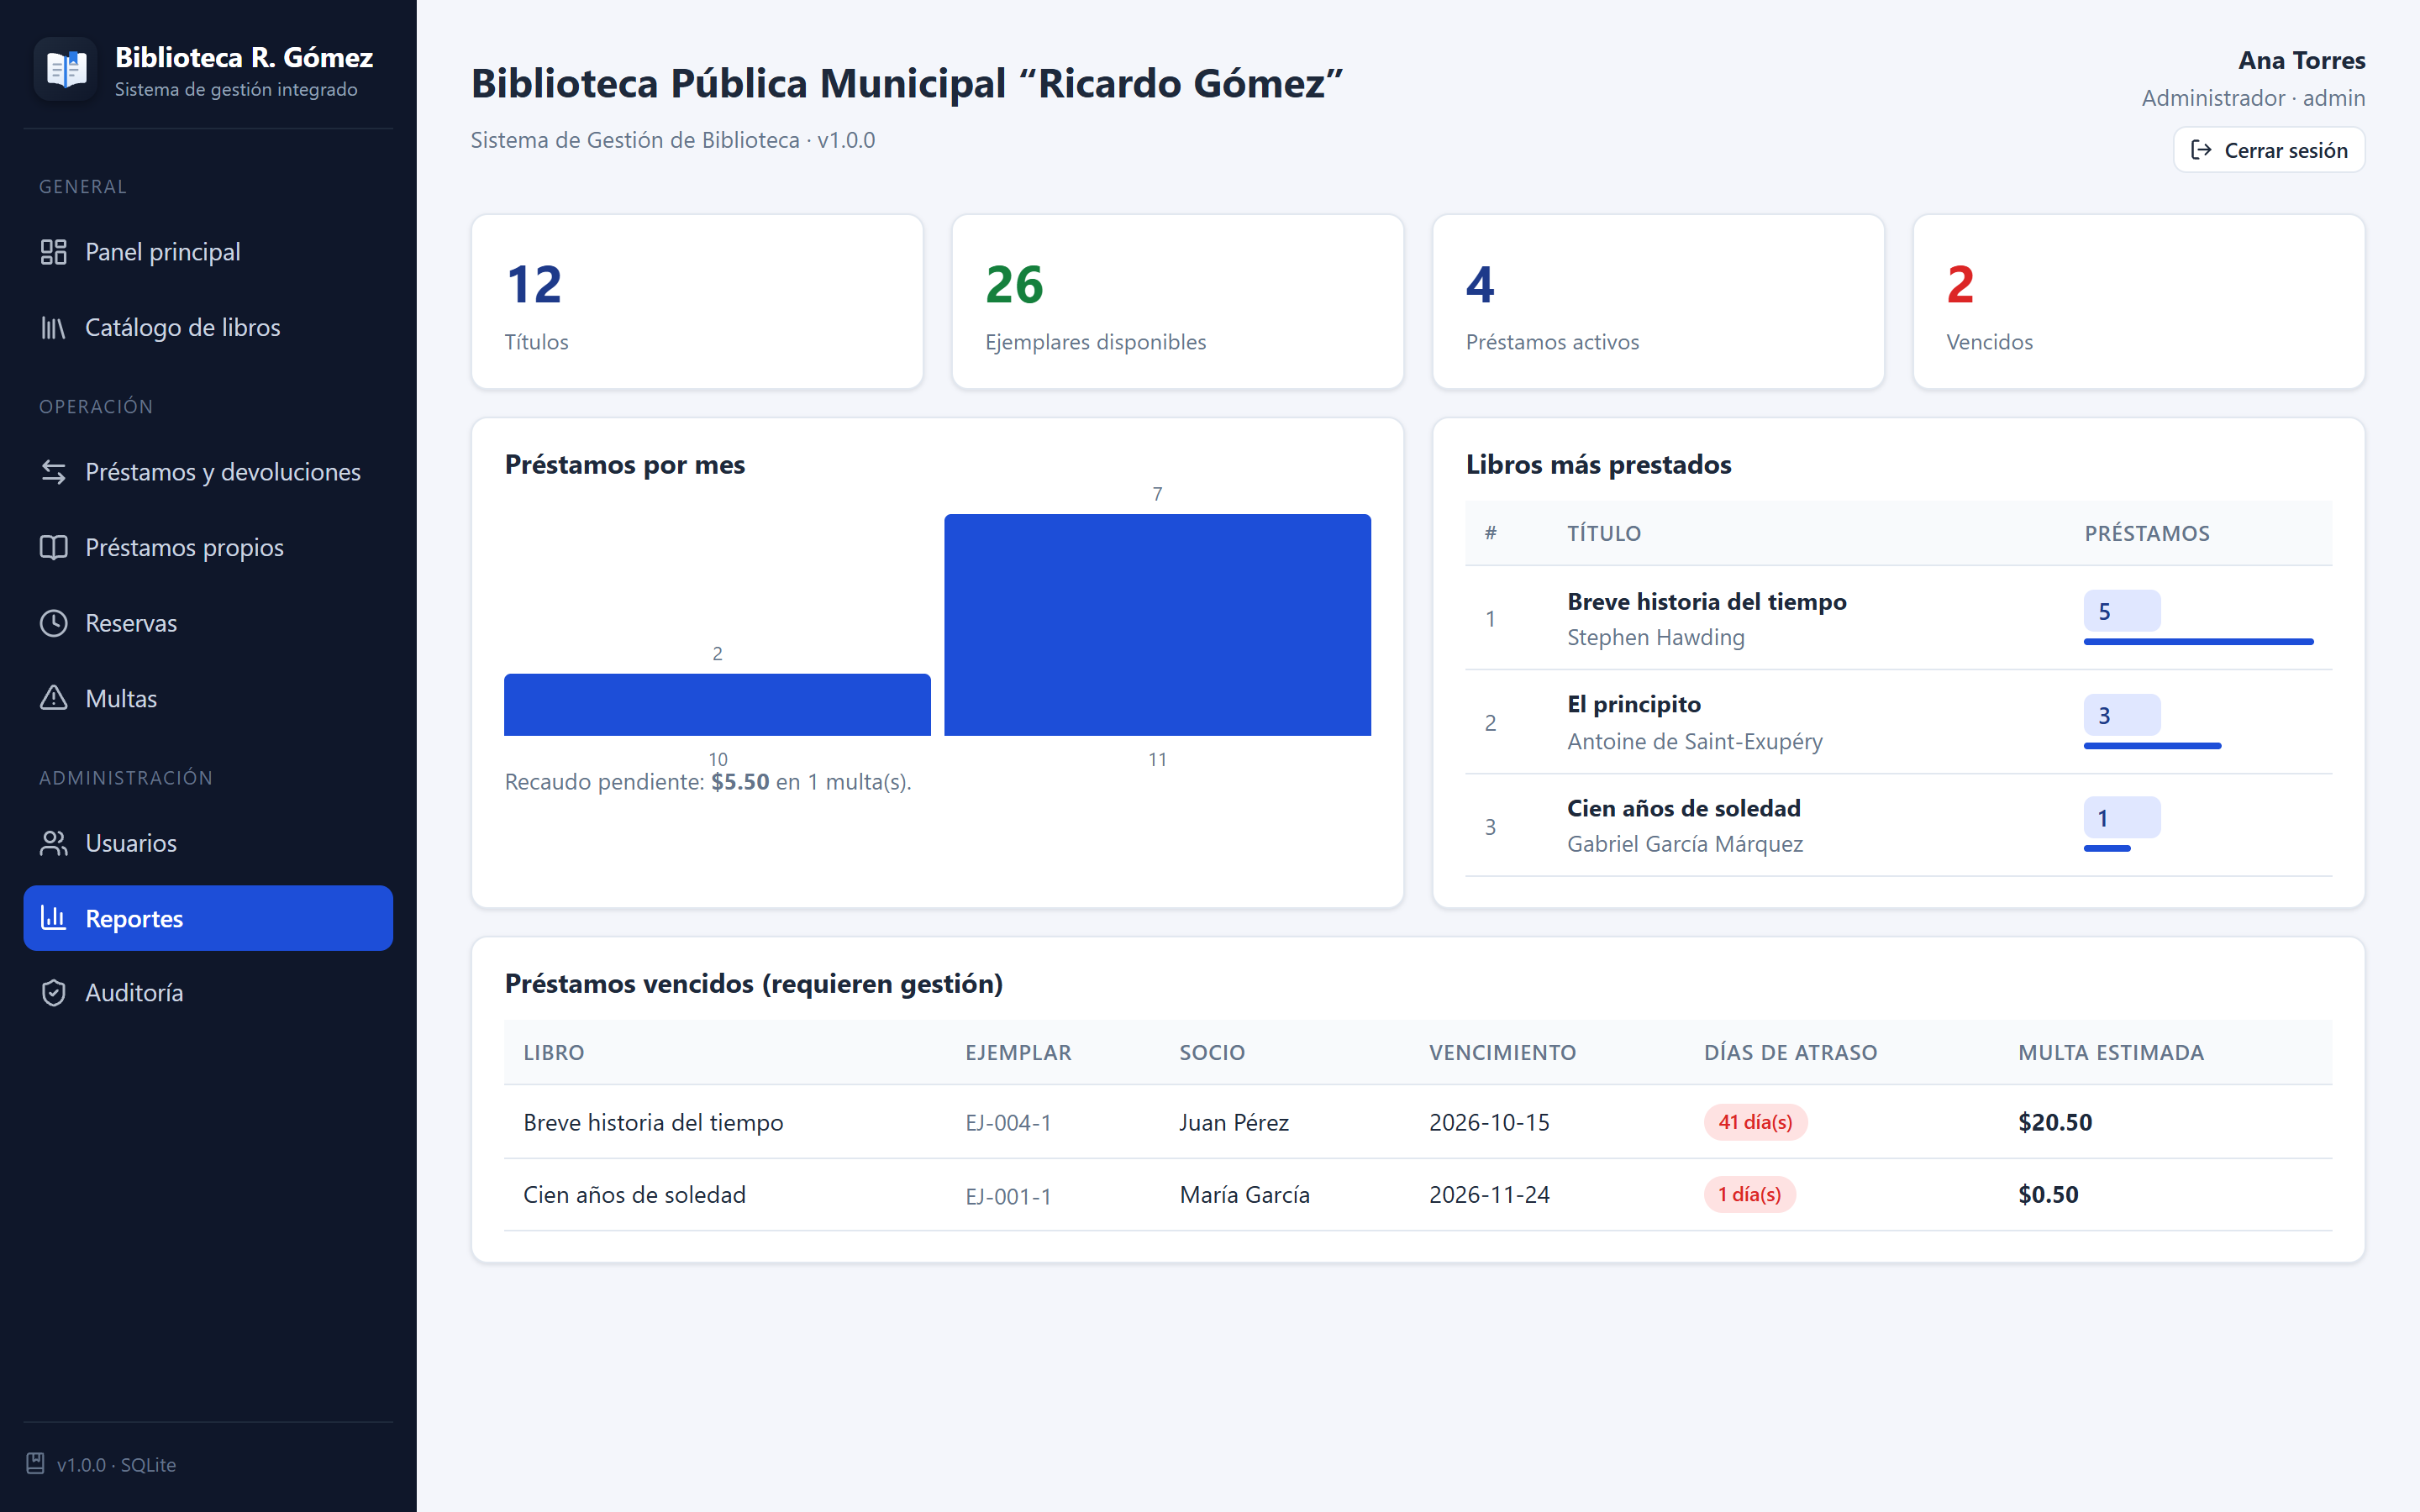 Biblioteca R. Gómez
Sistema de gestión integrado
GENERAL
Panel principal
Catálogo de libros
OPERACIÓN
Préstamos y devoluciones
Préstamos propios
Reservas
Multas
ADMINISTRACIÓN
Usuarios
Reportes
Auditoría
v1.0.0 · SQLite
Biblioteca Pública Municipal “Ricardo Gómez”
Sistema de Gestión de Biblioteca · v1.0.0
Ana Torres
Administrador · admin
Cerrar sesión
12
Títulos
26
Ejemplares disponibles
4
Préstamos activos
2
Vencidos
Préstamos por mes
7
2
10 11
Recaudo pendiente: $5.50 en 1 multa(s).
Libros más prestados
# TÍTULO PRÉSTAMOS
1 Breve historia del tiempo 5
Stephen Hawding
2 El principito 3
Antoine de Saint-Exupéry
3 Cien años de soledad 1
Gabriel García Márquez
Préstamos vencidos (requieren gestión)
LIBRO EJEMPLAR SOCIO VENCIMIENTO DÍAS DE ATRASO MULTA ESTIMADA
Breve historia del tiempo EJ-004-1 Juan Pérez 2026-10-15 41 día(s) $20.50
Cien años de soledad EJ-001-1 María García 2026-11-24 1 día(s) $0.50